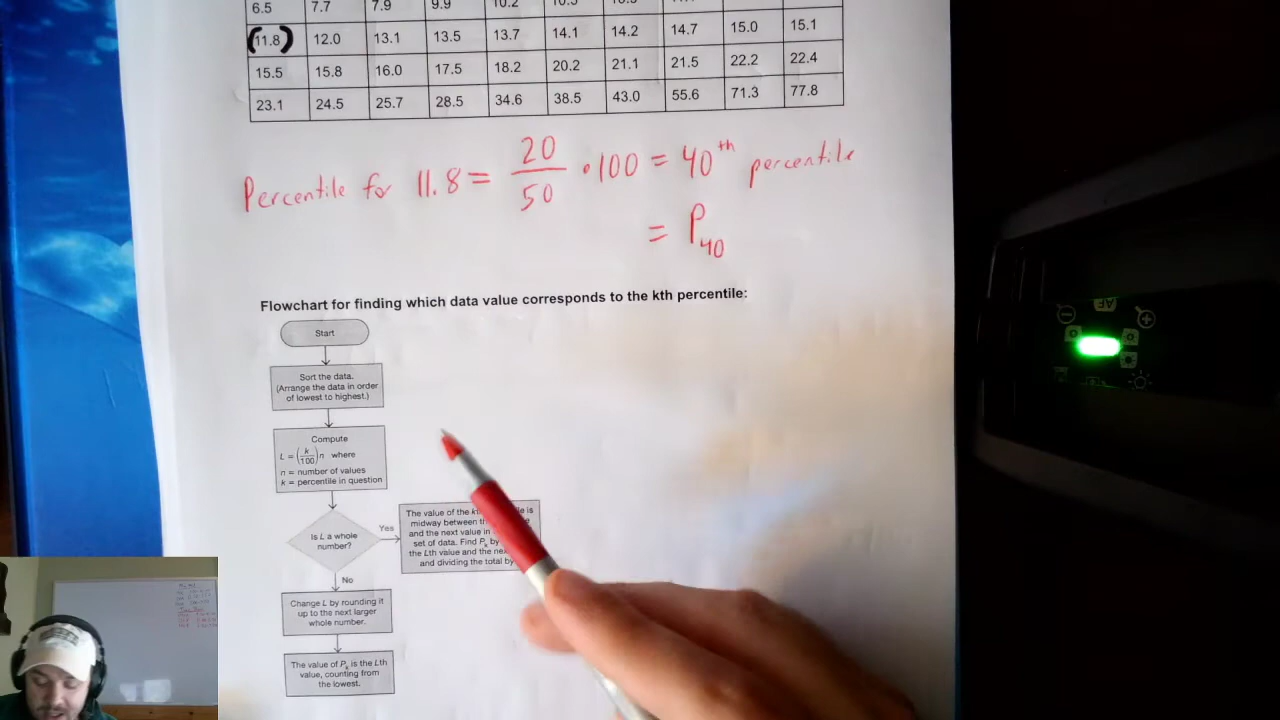 6.5 7.7 7.9 9.9 10.2
(11.8) 12.0 13.1 13.5 13.7 14.1 14.2 14.7 15.0 15.1
15.5 15.8 16.0 17.5 18.2 20.2 21.1 21.5 22.2 22.4
23.1 24.5 25.7 28.5 34.6 38.5 43.0 55.6 71.3 77.8
Percentile for 11.8 = 20/50 • 100 = 40th percentile
= P40
Flowchart for finding which data value corresponds to the kth percentile:
Start
Sort the data.
(Arrange the data in order
of lowest to highest.)
Compute
L = (k/100)n where
n = number of values
k = percentile in question
Is L a whole
number?
Yes
The value of the is
midway between
and the next value in
set of data. Find Pk by
the Lth value and the
and dividing the total by
No
Change L by rounding it
up to the next larger
whole number.
The value of Pk is the Lth
value, counting from
the lowest.
AF